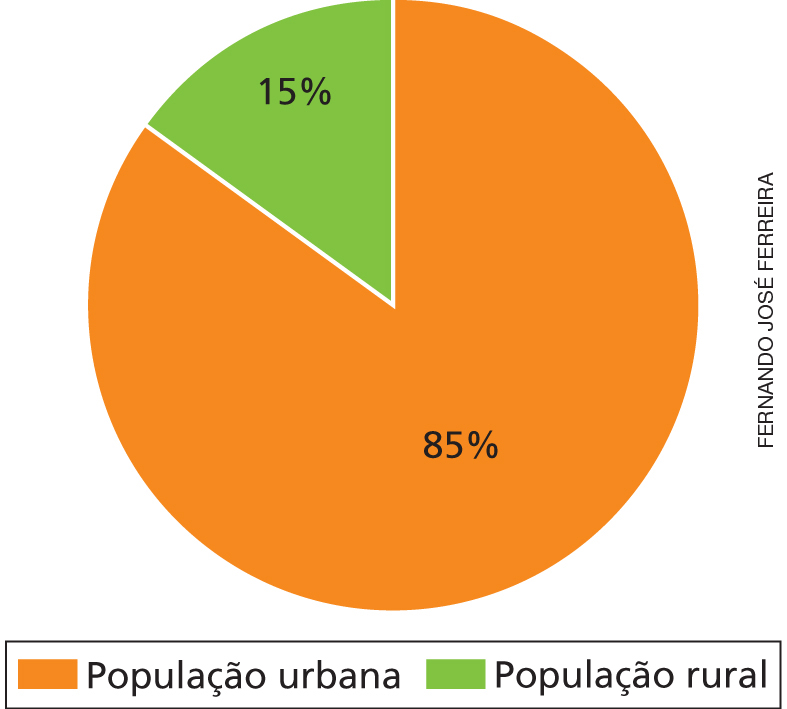 15%
85%
FERNANDO JOSÉ FERREIRA
População urbana
População rural